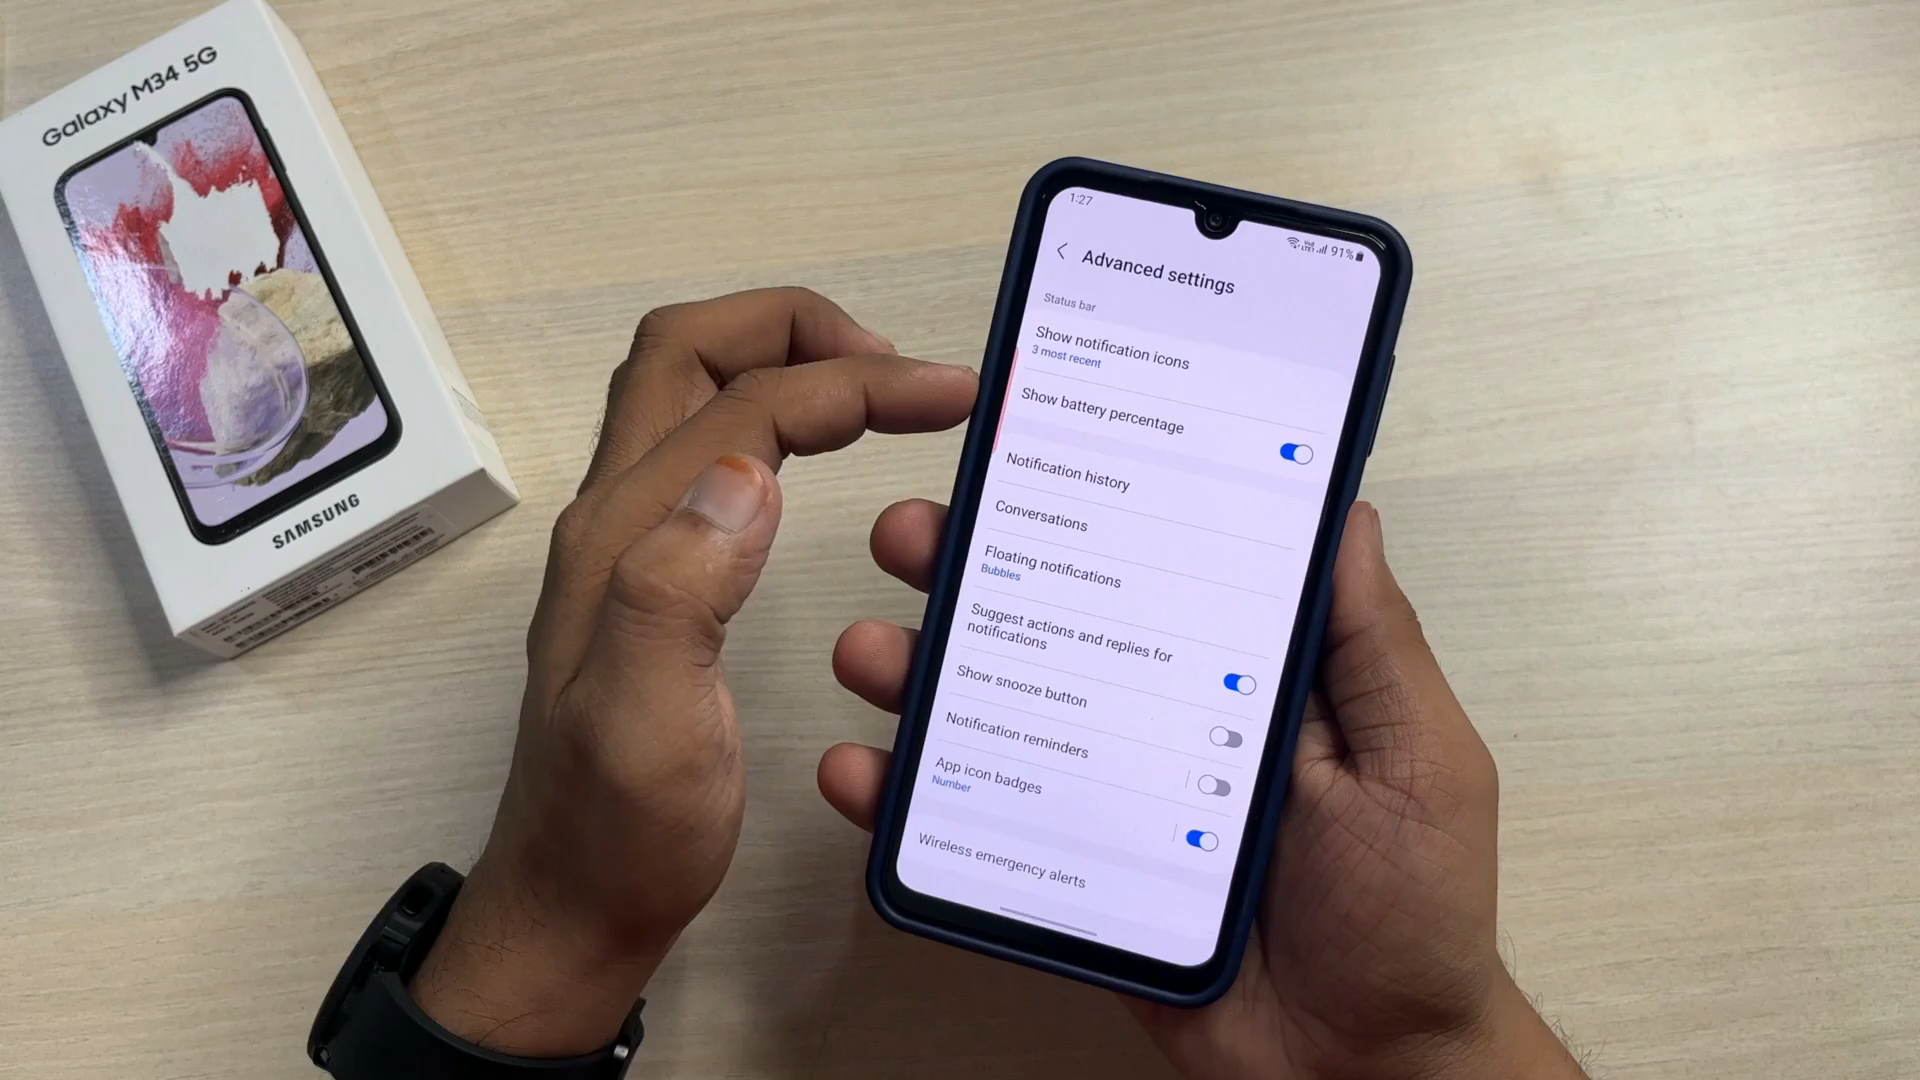 Galaxy M34 5G
SAMSUNG
1:27
91%
Advanced settings
Status bar
Show notification icons
3 most recent
Show battery percentage
Notification history
Conversations
Floating notifications
Bubbles
Suggest actions and replies for
notifications
Show snooze button
Notification reminders
App icon badges
Number
Wireless emergency alerts